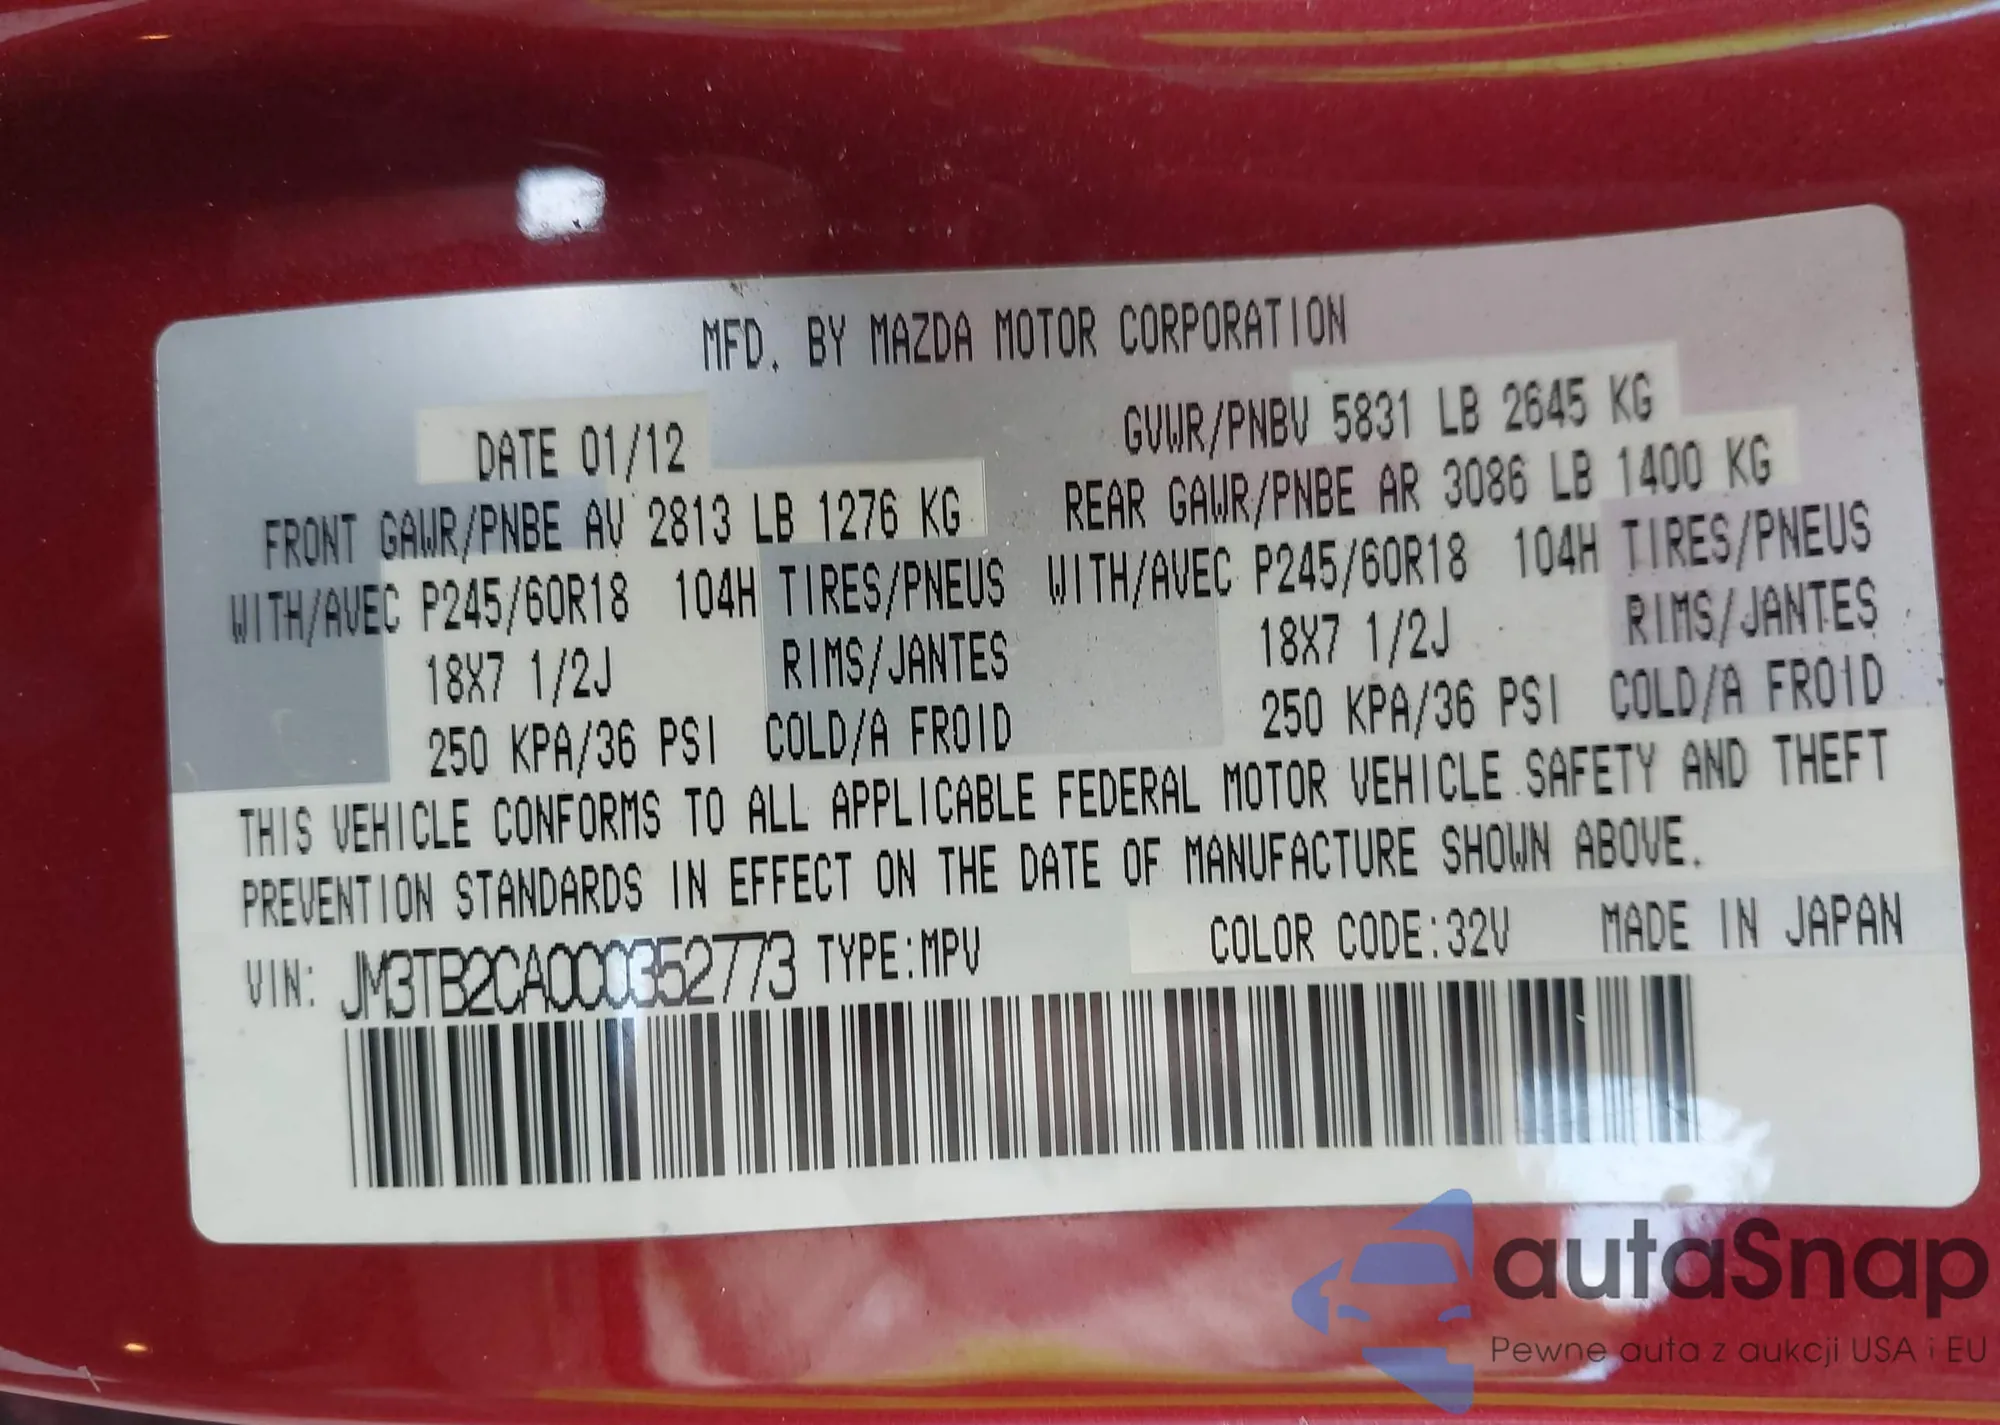 MFD. BY MAZDA MOTOR CORPORATION
DATE 01/12
GVWR/PNBV 5831 LB 2645 KG
FRONT GAWR/PNBE AV 2813 LB 1276 KG
REAR GAWR/PNBE AR 3086 LB 1400 KG
WITH/AVEC P245/60R18 104H TIRES/PNEUS
WITH/AVEC P245/60R18 104H TIRES/PNEUS
18X7 1/2J RIMS/JANTES
18X7 1/2J RIMS/JANTES
250 KPA/36 PSI COLD/A FROID
250 KPA/36 PSI COLD/A FROID
THIS VEHICLE CONFORMS TO ALL APPLICABLE FEDERAL MOTOR VEHICLE SAFETY AND THEFT
PREVENTION STANDARDS IN EFFECT ON THE DATE OF MANUFACTURE SHOWN ABOVE.
VIN: JM3TB2CA0C0352773 TYPE:MPV COLOR CODE:32V MADE IN JAPAN
autaSnap
Pewne auta z aukcji USA i EU